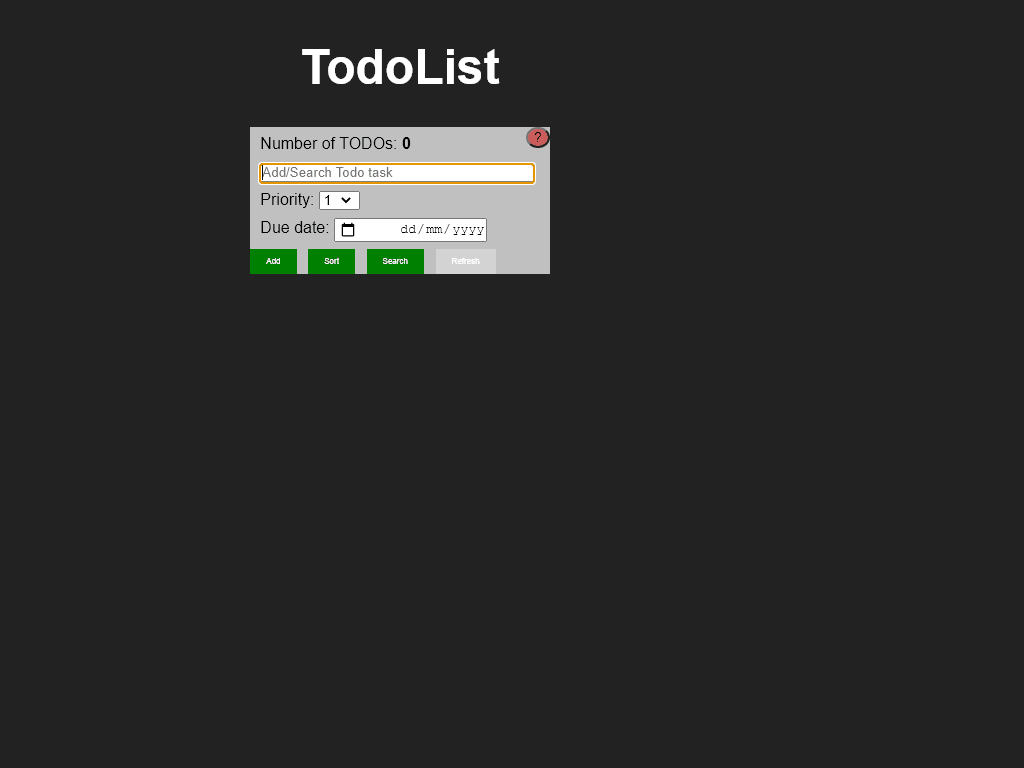 TodoList
Number of TODOs: 0
?
Add/Search Todo task
Priority: 1
Due date: dd/mm/yyyy
Add Sort Search Refresh